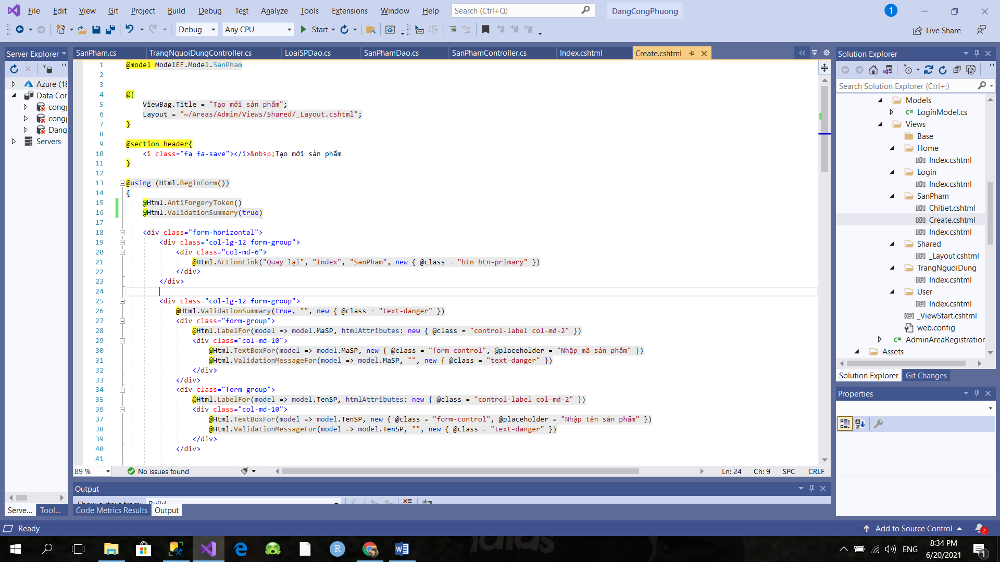 File Edit View Git Project Build Debug Test Analyze Tools Extensions Window Help Search (Ctrl+Q) DangCongPhuong 1
Debug Any CPU Start Live Share
Server Explorer
Azure (18
Data Cor
congp
congp
Dang
Servers
Serve... Tool...
SanPham.cs TrangNguoiDungController.cs LoaiSPDao.cs SanPhamDao.cs SanPhamController.cs Index.cshtml Create.cshtml
1 @model ModelEF.Model.SanPham
2
3
4 @{
5 ViewBag.Title = "Tạo mới sản phẩm";
6 Layout = "~/Areas/Admin/Views/Shared/_Layout.cshtml";
7 }
8
9 @section header{
10 <i class="fa fa-save"></i>&nbsp;Tạo mới sản phẩm
11 }
12
13 @using (Html.BeginForm())
14 {
15 @Html.AntiForgeryToken()
16 @Html.ValidationSummary(true)
17
18 <div class="form-horizontal">
19 <div class="col-lg-12 form-group">
20 <div class="col-md-6">
21 @Html.ActionLink("Quay lại", "Index", "SanPham", new { @class = "btn btn-primary" })
22 </div>
23 </div>
24
25 <div class="col-lg-12 form-group">
26 @Html.ValidationSummary(true, "", new { @class = "text-danger" })
27 <div class="form-group">
28 @Html.LabelFor(model => model.MaSP, htmlAttributes: new { @class = "control-label col-md-2" })
29 <div class="col-md-10">
30 @Html.TextBoxFor(model => model.MaSP, new { @class = "form-control", @placeholder = "Nhập mã sản phẩm" })
31 @Html.ValidationMessageFor(model => model.MaSP, "", new { @class = "text-danger" })
32 </div>
33 </div>
34 <div class="form-group">
35 @Html.LabelFor(model => model.TenSP, htmlAttributes: new { @class = "control-label col-md-2" })
36 <div class="col-md-10">
37 @Html.TextBoxFor(model => model.TenSP, new { @class = "form-control", @placeholder = "Nhập tên sản phẩm" })
38 @Html.ValidationMessageFor(model => model.TenSP, "", new { @class = "text-danger" })
39 </div>
40 </div>
41
89 % No issues found Ln: 24 Ch: 9 SPC CRLF
Output
Show output from: Build
Code Metrics Results Output
Solution Explorer
Search Solution Explorer (Ctrl+;)
Models
C# LoginModel.cs
Views
Base
Home
[@] Index.cshtml
Login
[@] Index.cshtml
SanPham
[@] Chitiet.cshtml
[@] Create.cshtml
[@] Index.cshtml
Shared
[@] _Layout.cshtml
TrangNguoiDung
[@] Index.cshtml
User
[@] Index.cshtml
[@] _ViewStart.cshtml
web.config
C# AdminAreaRegistration
Assets
Solution Explorer Git Changes
Properties
Ready Add to Source Control 2
ENG 8:34 PM
6/20/2021 1